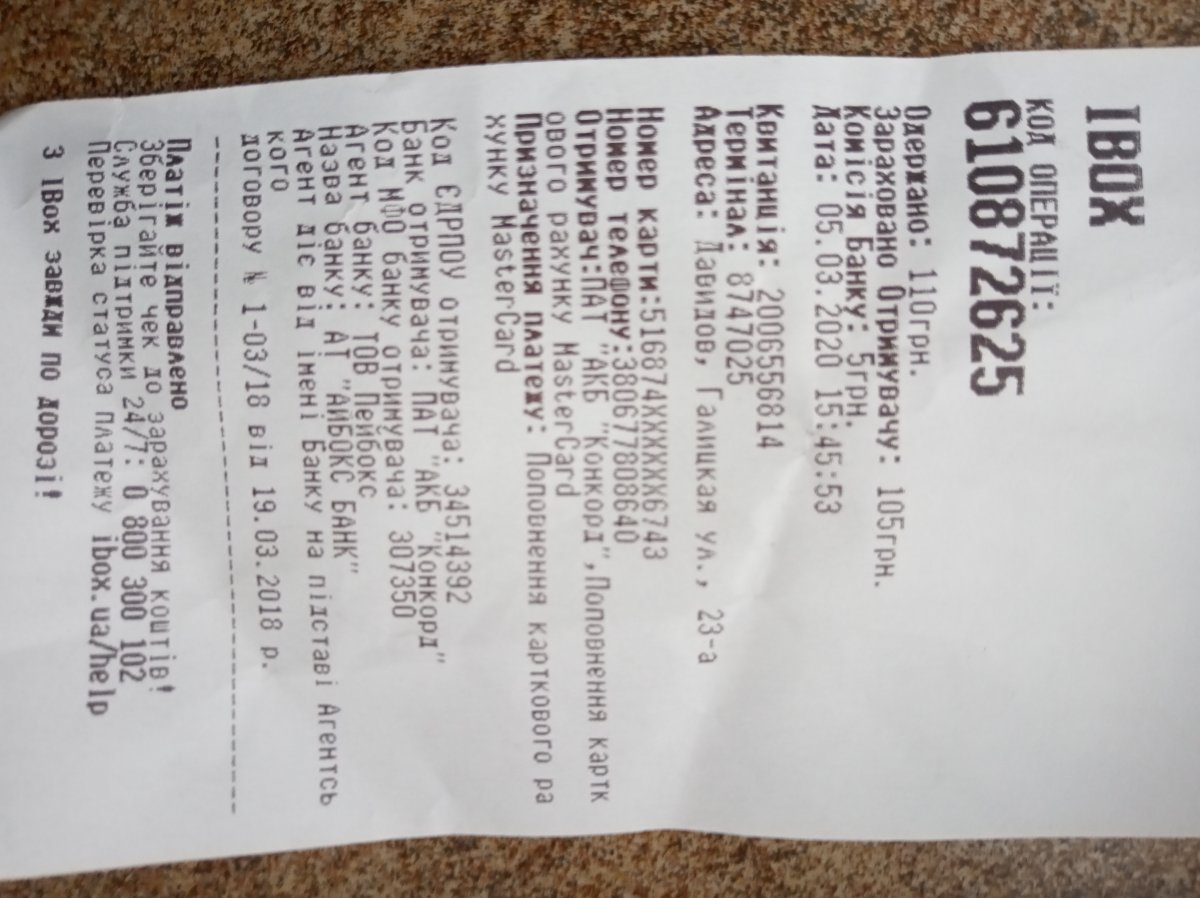 IBOX
КОД ОПЕРАЦІЇ:
610872625
Одержано: 110грн.
Зараховано Отримувачу: 105грн.
Комісія Банку: 5грн.
Дата: 05.03.2020 15:45:53
Квитанція: 2006556814
Термінал: 8747025
Адреса: Давидов, Галицкая ул., 23-а
Номер карти:516874XXXXXX6743
Номер телефону:380677808640
Отримувач:ПАТ "АКБ "Конкорд",Поповнення картк
ового рахунку MasterCard
Призначення платежу: Поповнення карткового ра
хунку MasterCard
Код ЄДРПОУ отримувача: 34514392
Банк отримувача: ПАТ "АКБ "Конкорд"
Код МФО банку отримувача: 307350
Агент банку: ТОВ Пейбокс
Назва банку: АТ "АЙБОКС БАНК"
Агент діє від імені Банку на підставі Агентсь
кого
договору № 1-03/18 від 19.03.2018 р.
Платіж відправлено
Зберігайте чек до зарахування коштів!
Служба підтримки 24/7: 0 800 300 102
Перевірка статуса платежу ibox.ua/help
З IBox завжди по дорозі!